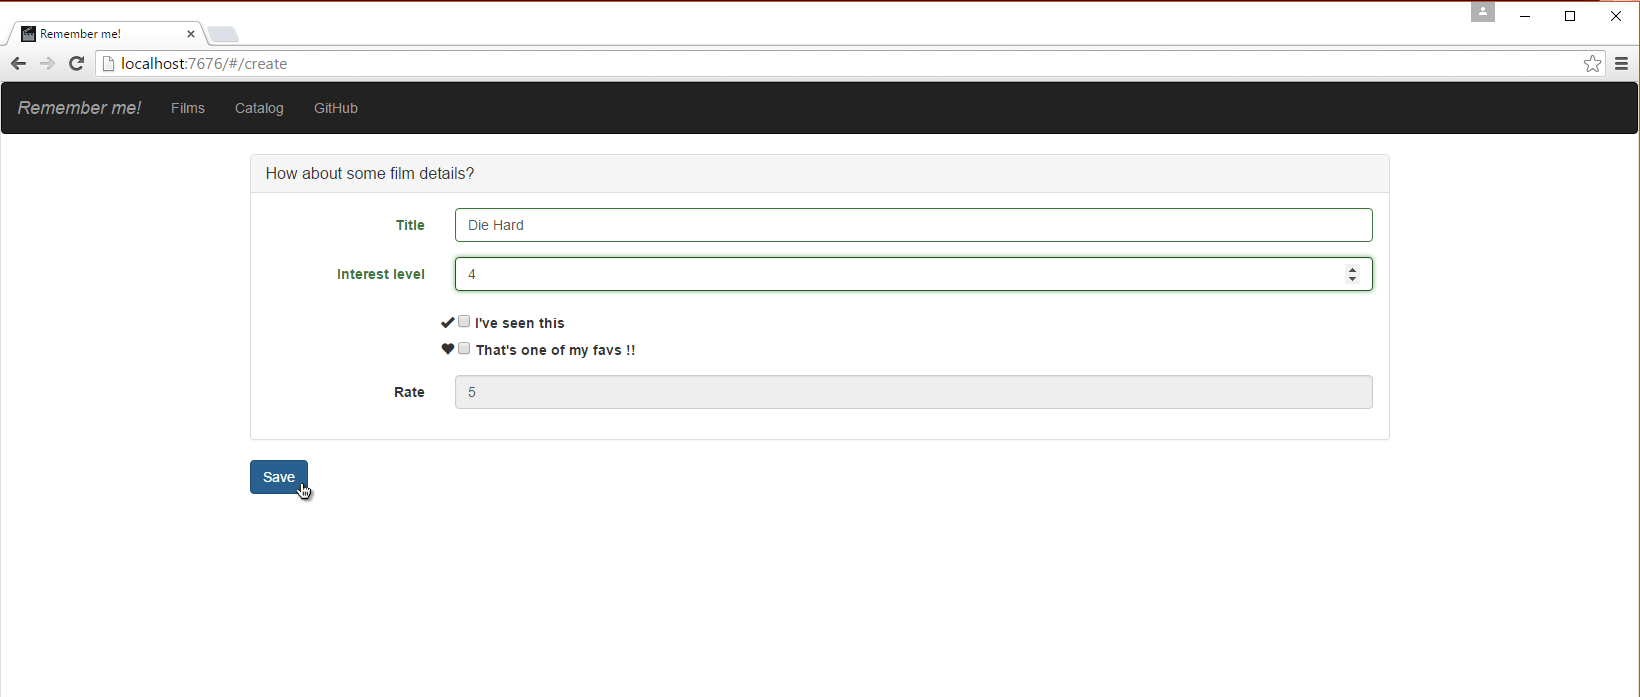 Remember me!
localhost:7676/#/create
Remember me! Films Catalog GitHub
How about some film details?
Title Die Hard
Interest level 4
I've seen this
That's one of my favs !!
Rate 5
Save